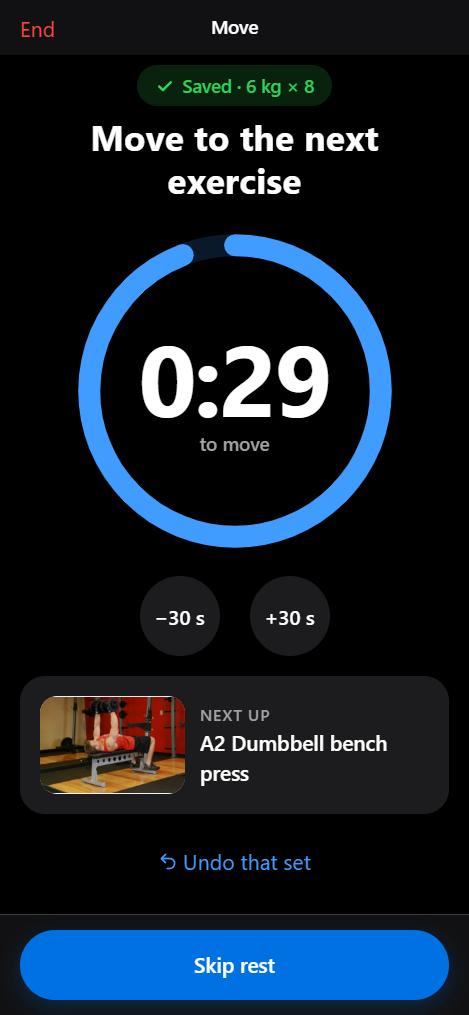 End
Move
Saved · 6 kg × 8
Move to the next
exercise
0:29
to move
−30 s
+30 s
NEXT UP
A2 Dumbbell bench
press
Undo that set
Skip rest